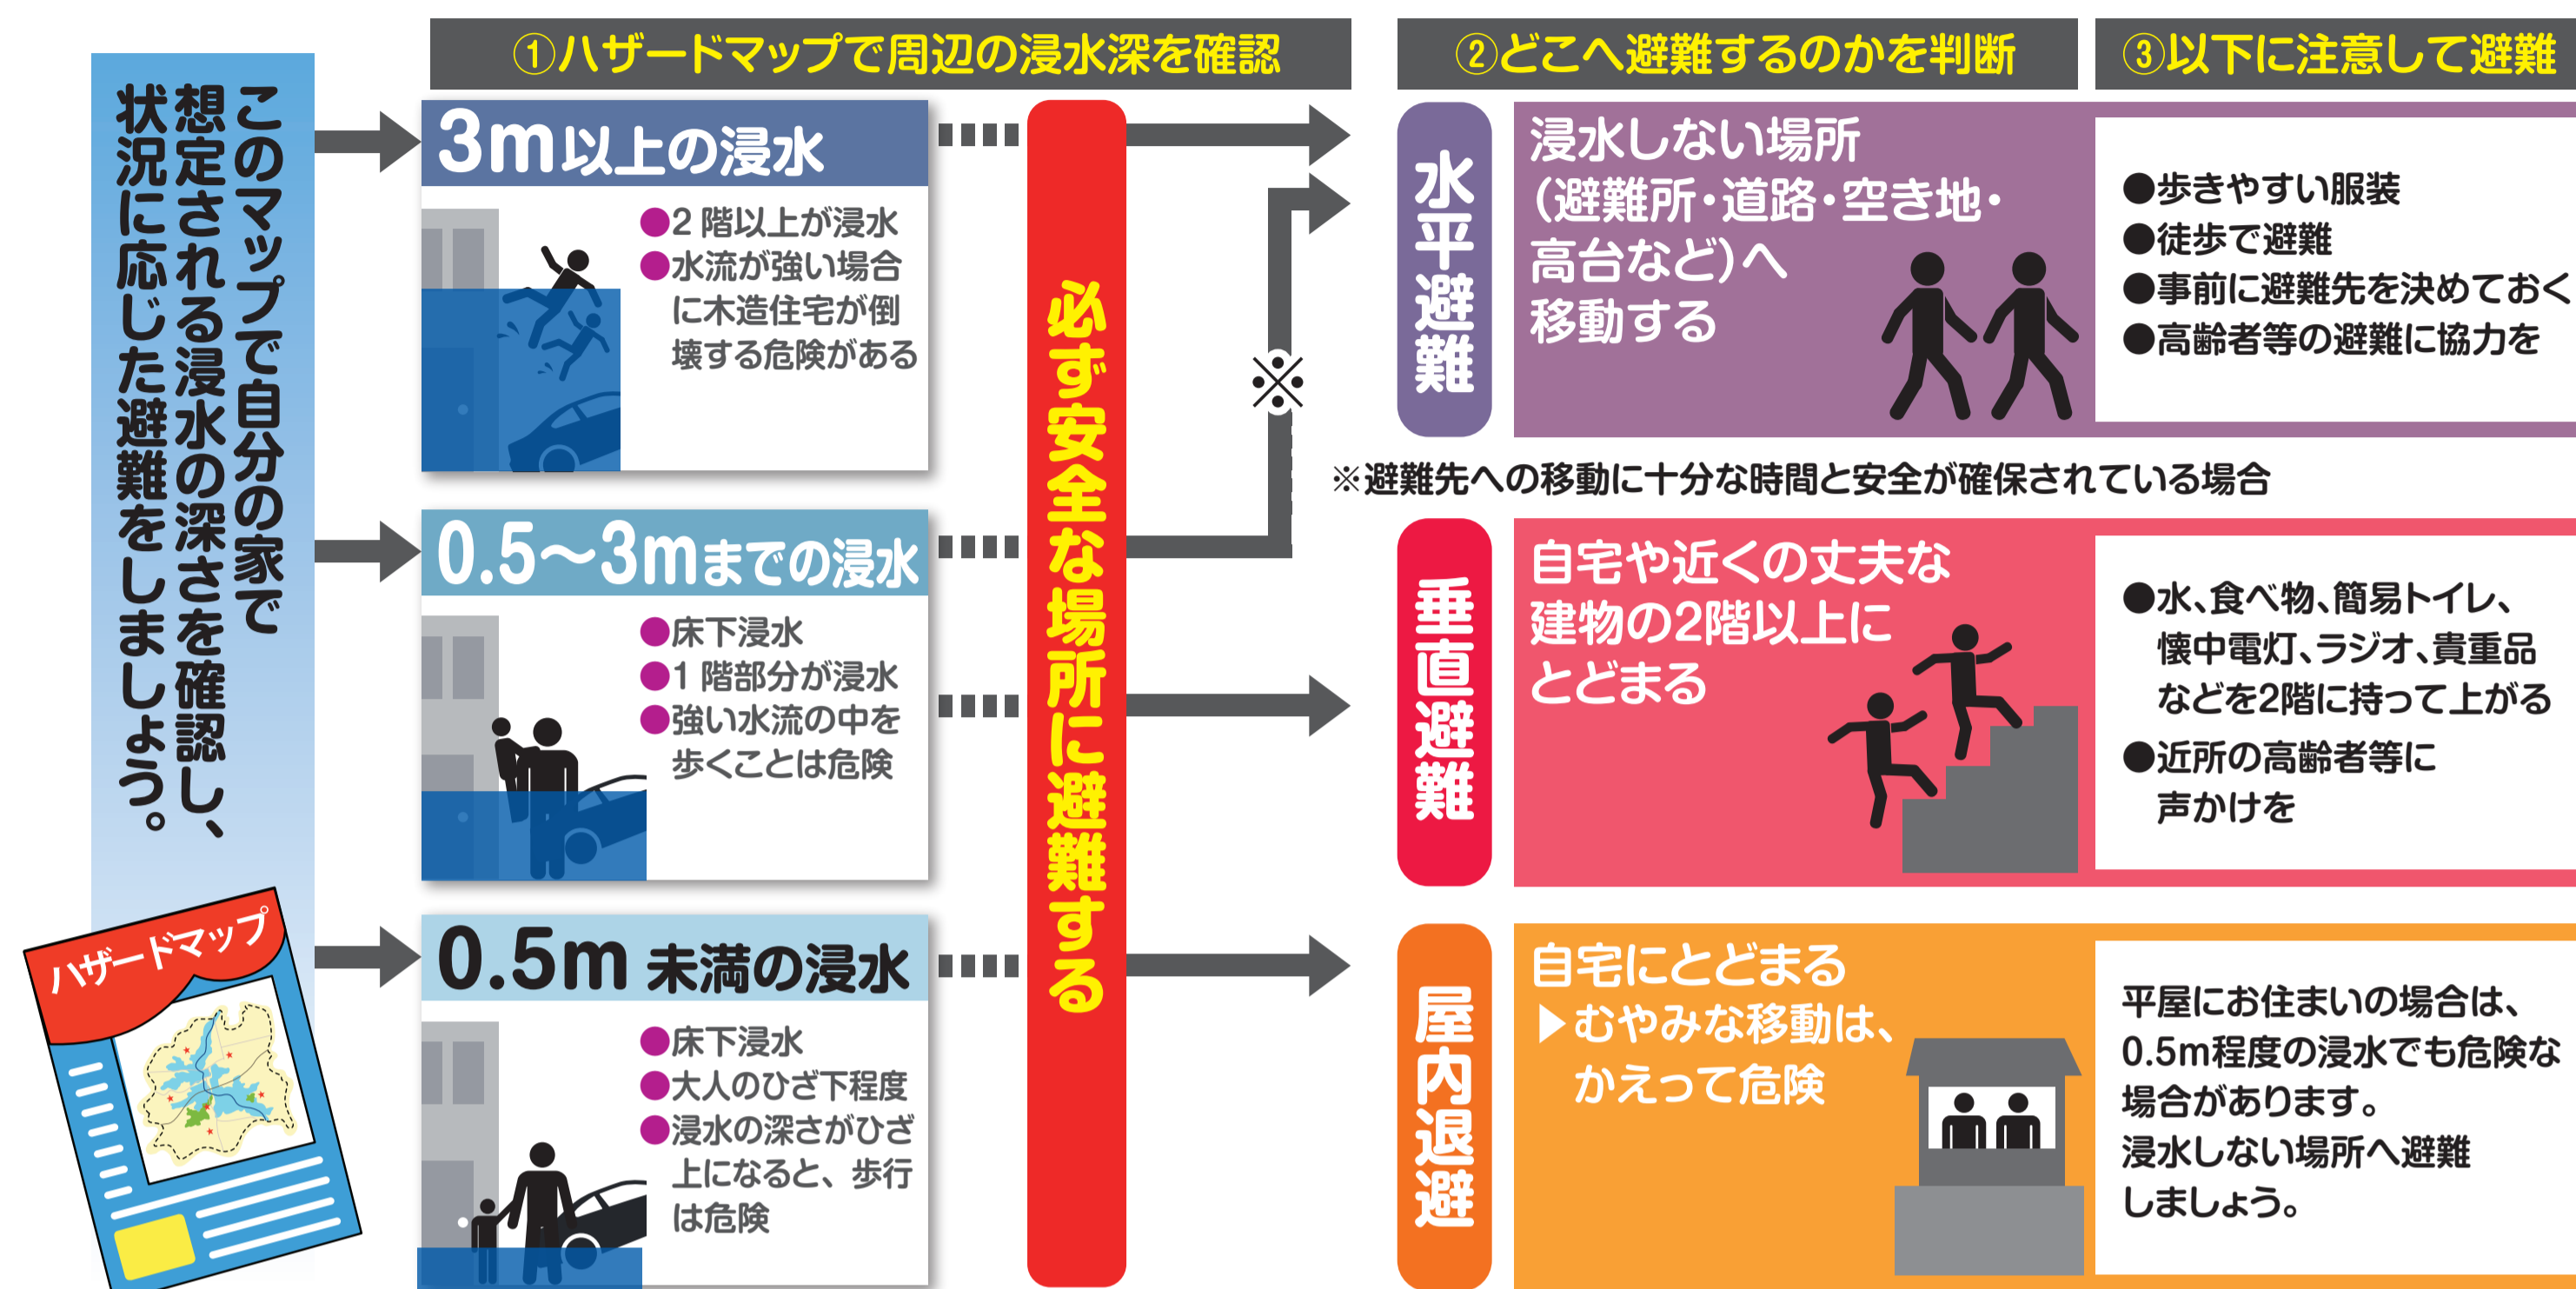 ①ハザードマップで周辺の浸水深を確認
②どこへ避難するのかを判断
③以下に注意して避難
このマップで自分の家で
想定される浸水の深さを確認し、
状況に応じた避難をしましょう。
ハザードマップ
3m以上の浸水
●2 階以上が浸水
●水流が強い場合
に木造住宅が倒
壊する危険がある
0.5〜3mまでの浸水
●床下浸水
●1 階部分が浸水
●強い水流の中を
歩くことは危険
0.5m 未満の浸水
●床下浸水
●大人のひざ下程度
●浸水の深さがひざ
上になると、歩行
は危険
必ず安全な場所に避難する
※
水平避難
浸水しない場所
（避難所・道路・空き地・
高台など）へ
移動する
●歩きやすい服装
●徒歩で避難
●事前に避難先を決めておく
●高齢者等の避難に協力を
※避難先への移動に十分な時間と安全が確保されている場合
垂直避難
自宅や近くの丈夫な
建物の2階以上に
とどまる
●水、食べ物、簡易トイレ、
懐中電灯、ラジオ、貴重品
などを2階に持って上がる
●近所の高齢者等に
声かけを
屋内退避
自宅にとどまる
▶むやみな移動は、
かえって危険
平屋にお住まいの場合は、
0.5m程度の浸水でも危険な
場合があります。
浸水しない場所へ避難
しましょう。